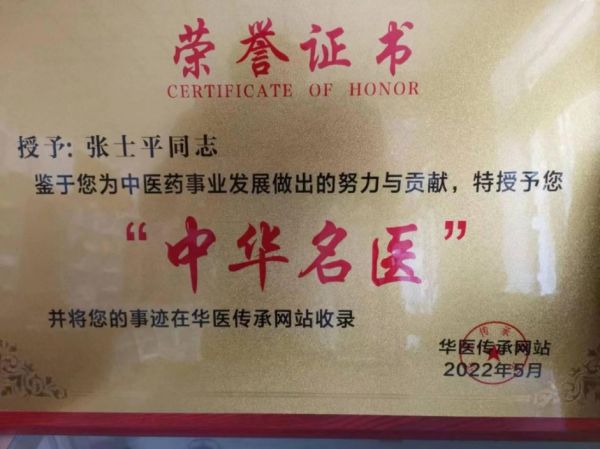 荣誉证书
CERTIFICATE OF HONOR
授予: 张士平同志
鉴于您为中医药事业发展做出的努力与贡献，特授予您
“中华名医”
并将您的事迹在华医传承网站收录
华医传承网站
2022年5月